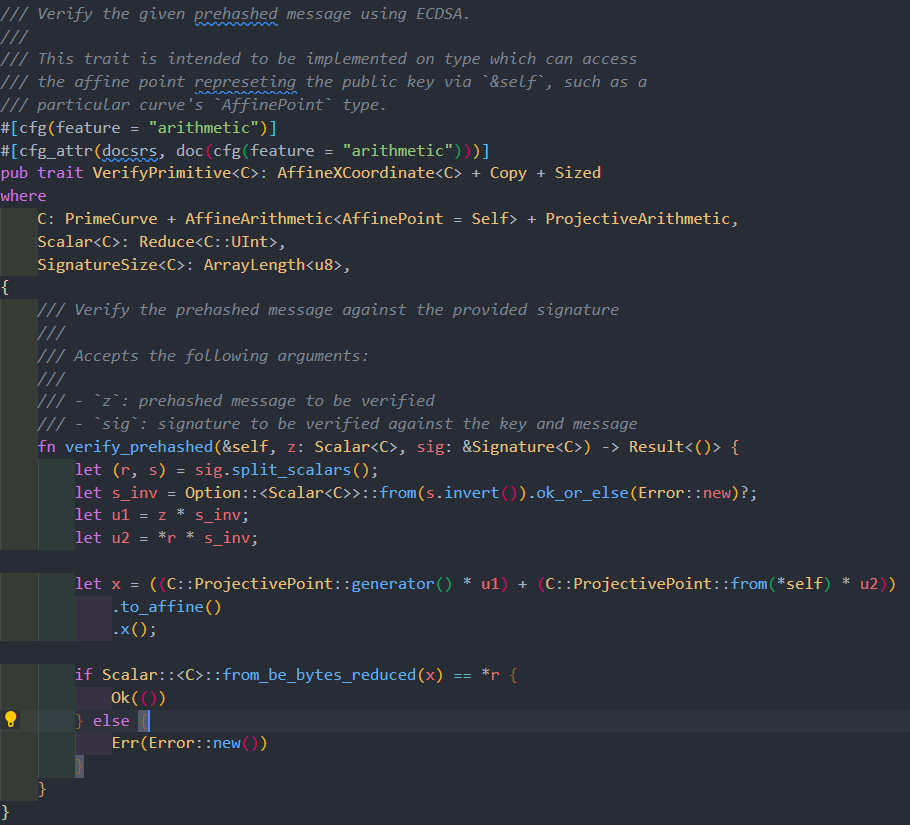 /// Verify the given prehashed message using ECDSA.
///
/// This trait is intended to be implemented on type which can access
/// the affine point represeting the public key via `&self`, such as a
/// particular curve's `AffinePoint` type.
#[cfg(feature = "arithmetic")]
#[cfg_attr(docsrs, doc(cfg(feature = "arithmetic")))]
pub trait VerifyPrimitive<C>: AffineXCoordinate<C> + Copy + Sized
where
    C: PrimeCurve + AffineArithmetic<AffinePoint = Self> + ProjectiveArithmetic,
    Scalar<C>: Reduce<C::UInt>,
    SignatureSize<C>: ArrayLength<u8>,
{
    /// Verify the prehashed message against the provided signature
    ///
    /// Accepts the following arguments:
    ///
    /// - `z`: prehashed message to be verified
    /// - `sig`: signature to be verified against the key and message
    fn verify_prehashed(&self, z: Scalar<C>, sig: &Signature<C>) -> Result<()> {
        let (r, s) = sig.split_scalars();
        let s_inv = Option::<Scalar<C>>::from(s.invert()).ok_or_else(Error::new)?;
        let u1 = z * s_inv;
        let u2 = *r * s_inv;

        let x = ((C::ProjectivePoint::generator() * u1) + (C::ProjectivePoint::from(*self) * u2))
            .to_affine()
            .x();

        if Scalar::<C>::from_be_bytes_reduced(x) == *r {
            Ok(())
        } else {
            Err(Error::new())
        }
    }
}